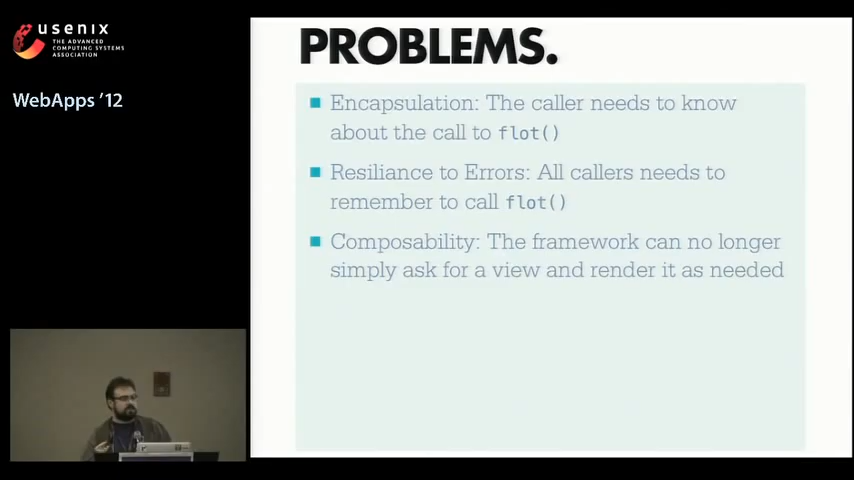 usenix
THE ADVANCED
COMPUTING SYSTEMS
ASSOCIATION
WebApps '12
PROBLEMS.
Encapsulation: The caller needs to know
about the call to flot()
Resiliance to Errors: All callers needs to
remember to call flot()
Composability: The framework can no longer
simply ask for a view and render it as needed